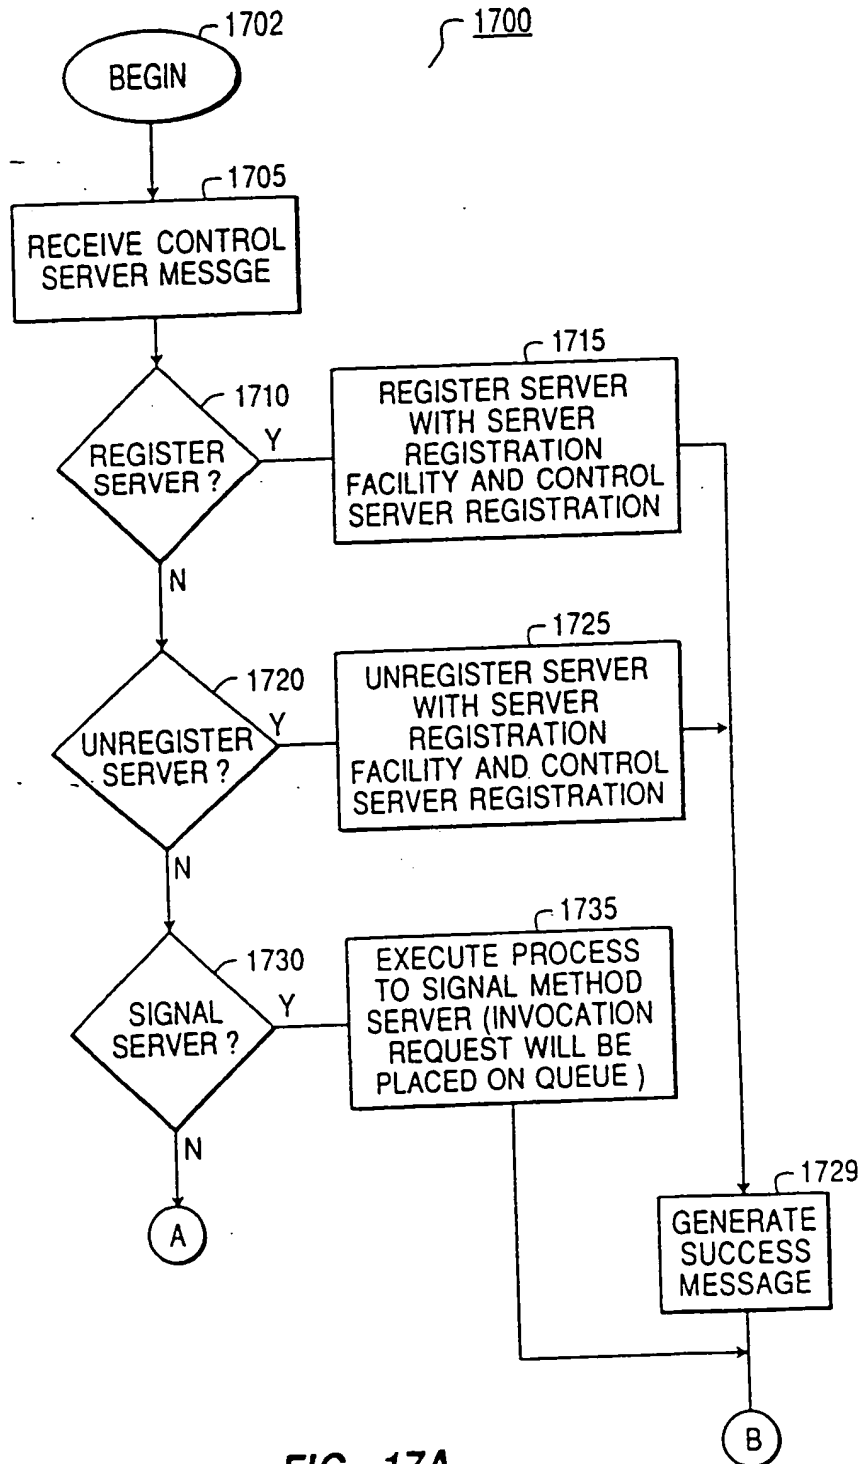 1702
1700
BEGIN
1705
RECEIVE CONTROL
SERVER MESSGE
1710
REGISTER
SERVER ?
Y
N
1715
REGISTER SERVER
WITH SERVER
REGISTRATION
FACILITY AND CONTROL
SERVER REGISTRATION
1720
UNREGISTER
SERVER ?
Y
N
1725
UNREGISTER SERVER
WITH SERVER
REGISTRATION
FACILITY AND CONTROL
SERVER REGISTRATION
1730
SIGNAL
SERVER ?
Y
N
1735
EXECUTE PROCESS
TO SIGNAL METHOD
SERVER (INVOCATION
REQUEST WILL BE
PLACED ON QUEUE )
A
1729
GENERATE
SUCCESS
MESSAGE
B
FIG. 17A